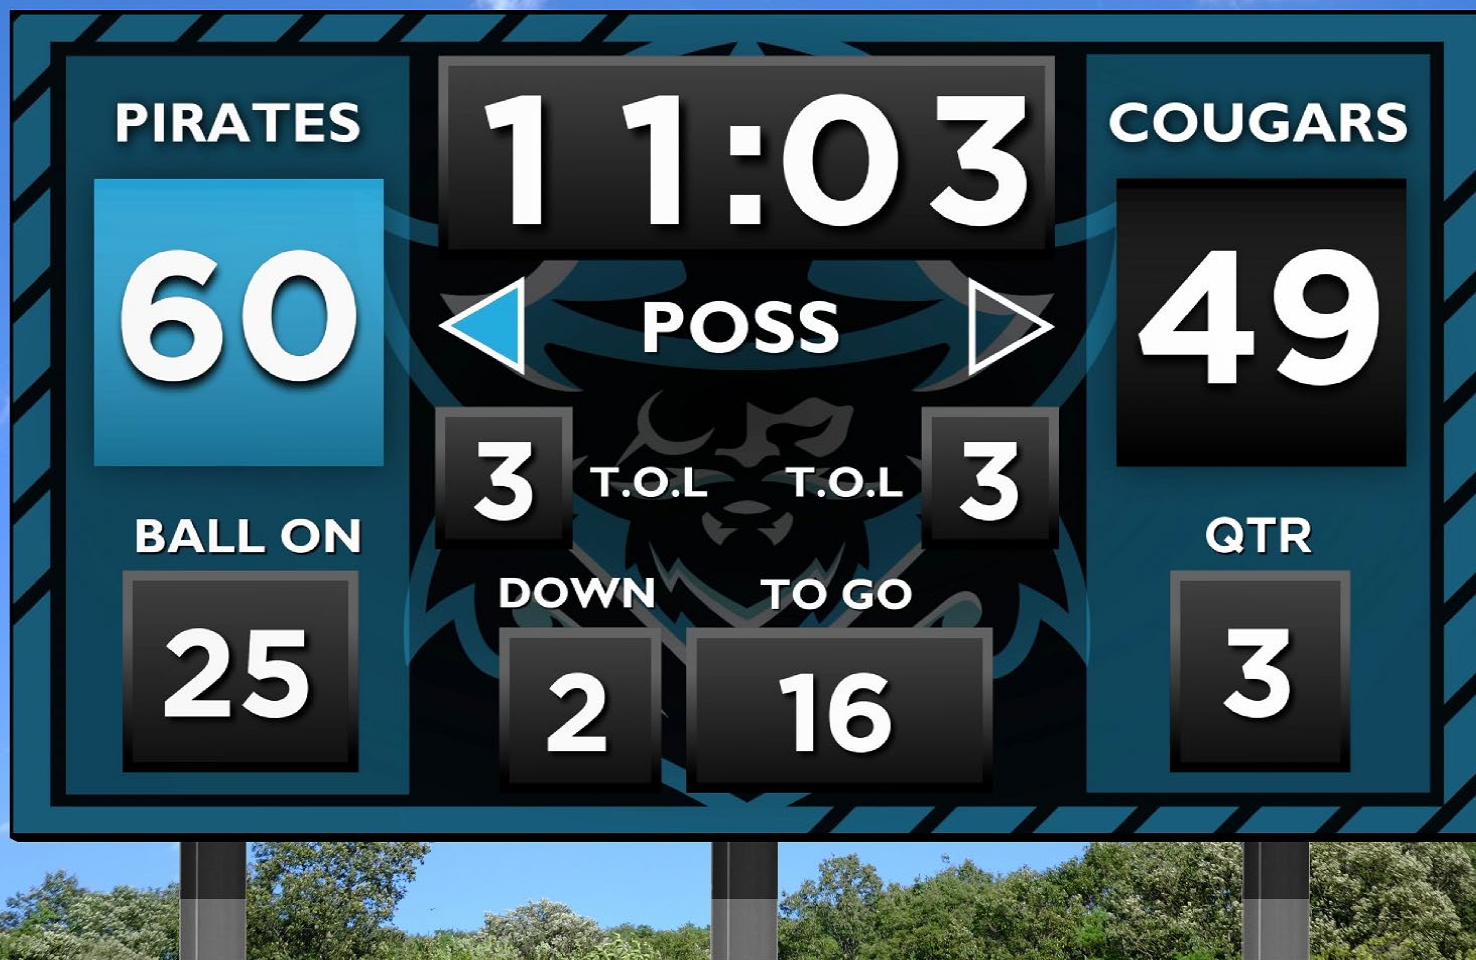 PIRATES
11:03
COUGARS
60
POSS
49
3 T.O.L T.O.L 3
BALL ON
DOWN
TO GO
QTR
25
2
16
3